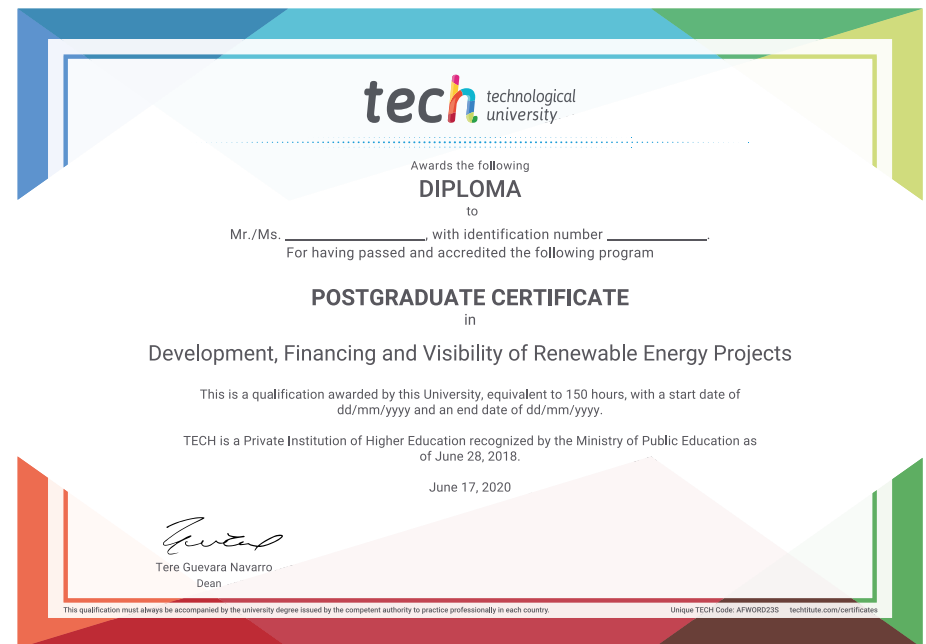 tech technological
university
Awards the following
DIPLOMA
to
Mr./Ms. ____________________, with identification number ______________.
For having passed and accredited the following program
POSTGRADUATE CERTIFICATE
in
Development, Financing and Visibility of Renewable Energy Projects
This is a qualification awarded by this University, equivalent to 150 hours, with a start date of
dd/mm/yyyy and an end date of dd/mm/yyyy.
TECH is a Private Institution of Higher Education recognized by the Ministry of Public Education as
of June 28, 2018.
June 17, 2020
Tere Guevara Navarro
Dean
This qualification must always be accompanied by the university degree issued by the competent authority to practice professionally in each country.
Unique TECH Code: AFWORD23S techtitute.com/certificates